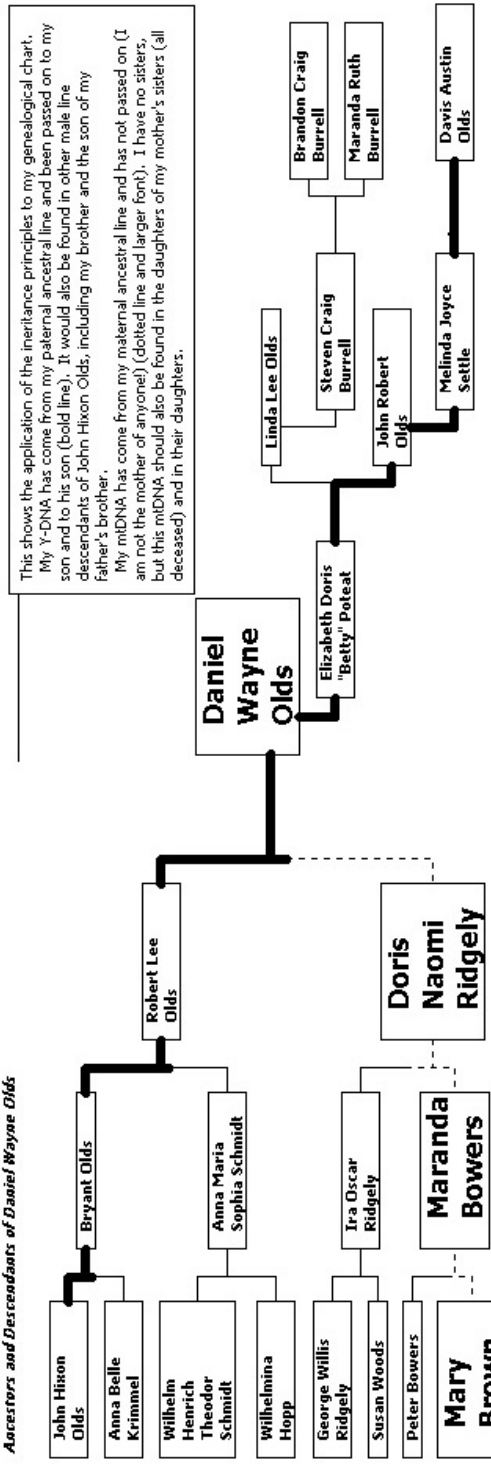 Ancestors and Descendants of Daniel Wayne Olds
This shows the application of the ineritance principles to my genealogical chart.
My Y-DNA has come from my paternal ancestral line and been passed on to my
son and to his son (bold line). It would also be found in other male line
descendants of John Hixon Olds, including my brother and the son of my
father's brother.
My mtDNA has come from my maternal ancestral line and has not passed on (I
am not the mother of anyone!) (dotted line and larger font). I have no sisters,
but this mtDNA should also be found in the daughters of my mother's sisters (all
deceased) and in their daughters.
John Hixon
Olds
Anna Belle
Krimmel
Wilhelm
Henrich
Theodor
Schmidt
Wilhelmina
Hopp
George Willis
Ridgely
Susan Woods
Peter Bowers
Mary
Brown
Bryant Olds
Anna Maria
Sophia Schmidt
Ira Oscar
Ridgely
Maranda
Bowers
Robert Lee
Olds
Doris
Naomi
Ridgely
Daniel
Wayne
Olds
Elizabeth Doris
"Betty" Poteat
Linda Lee Olds
Steven Craig
Burrell
John Robert
Olds
Melinda Joyce
Settle
Brandon Craig
Burrell
Maranda Ruth
Burrell
Davis Austin
Olds